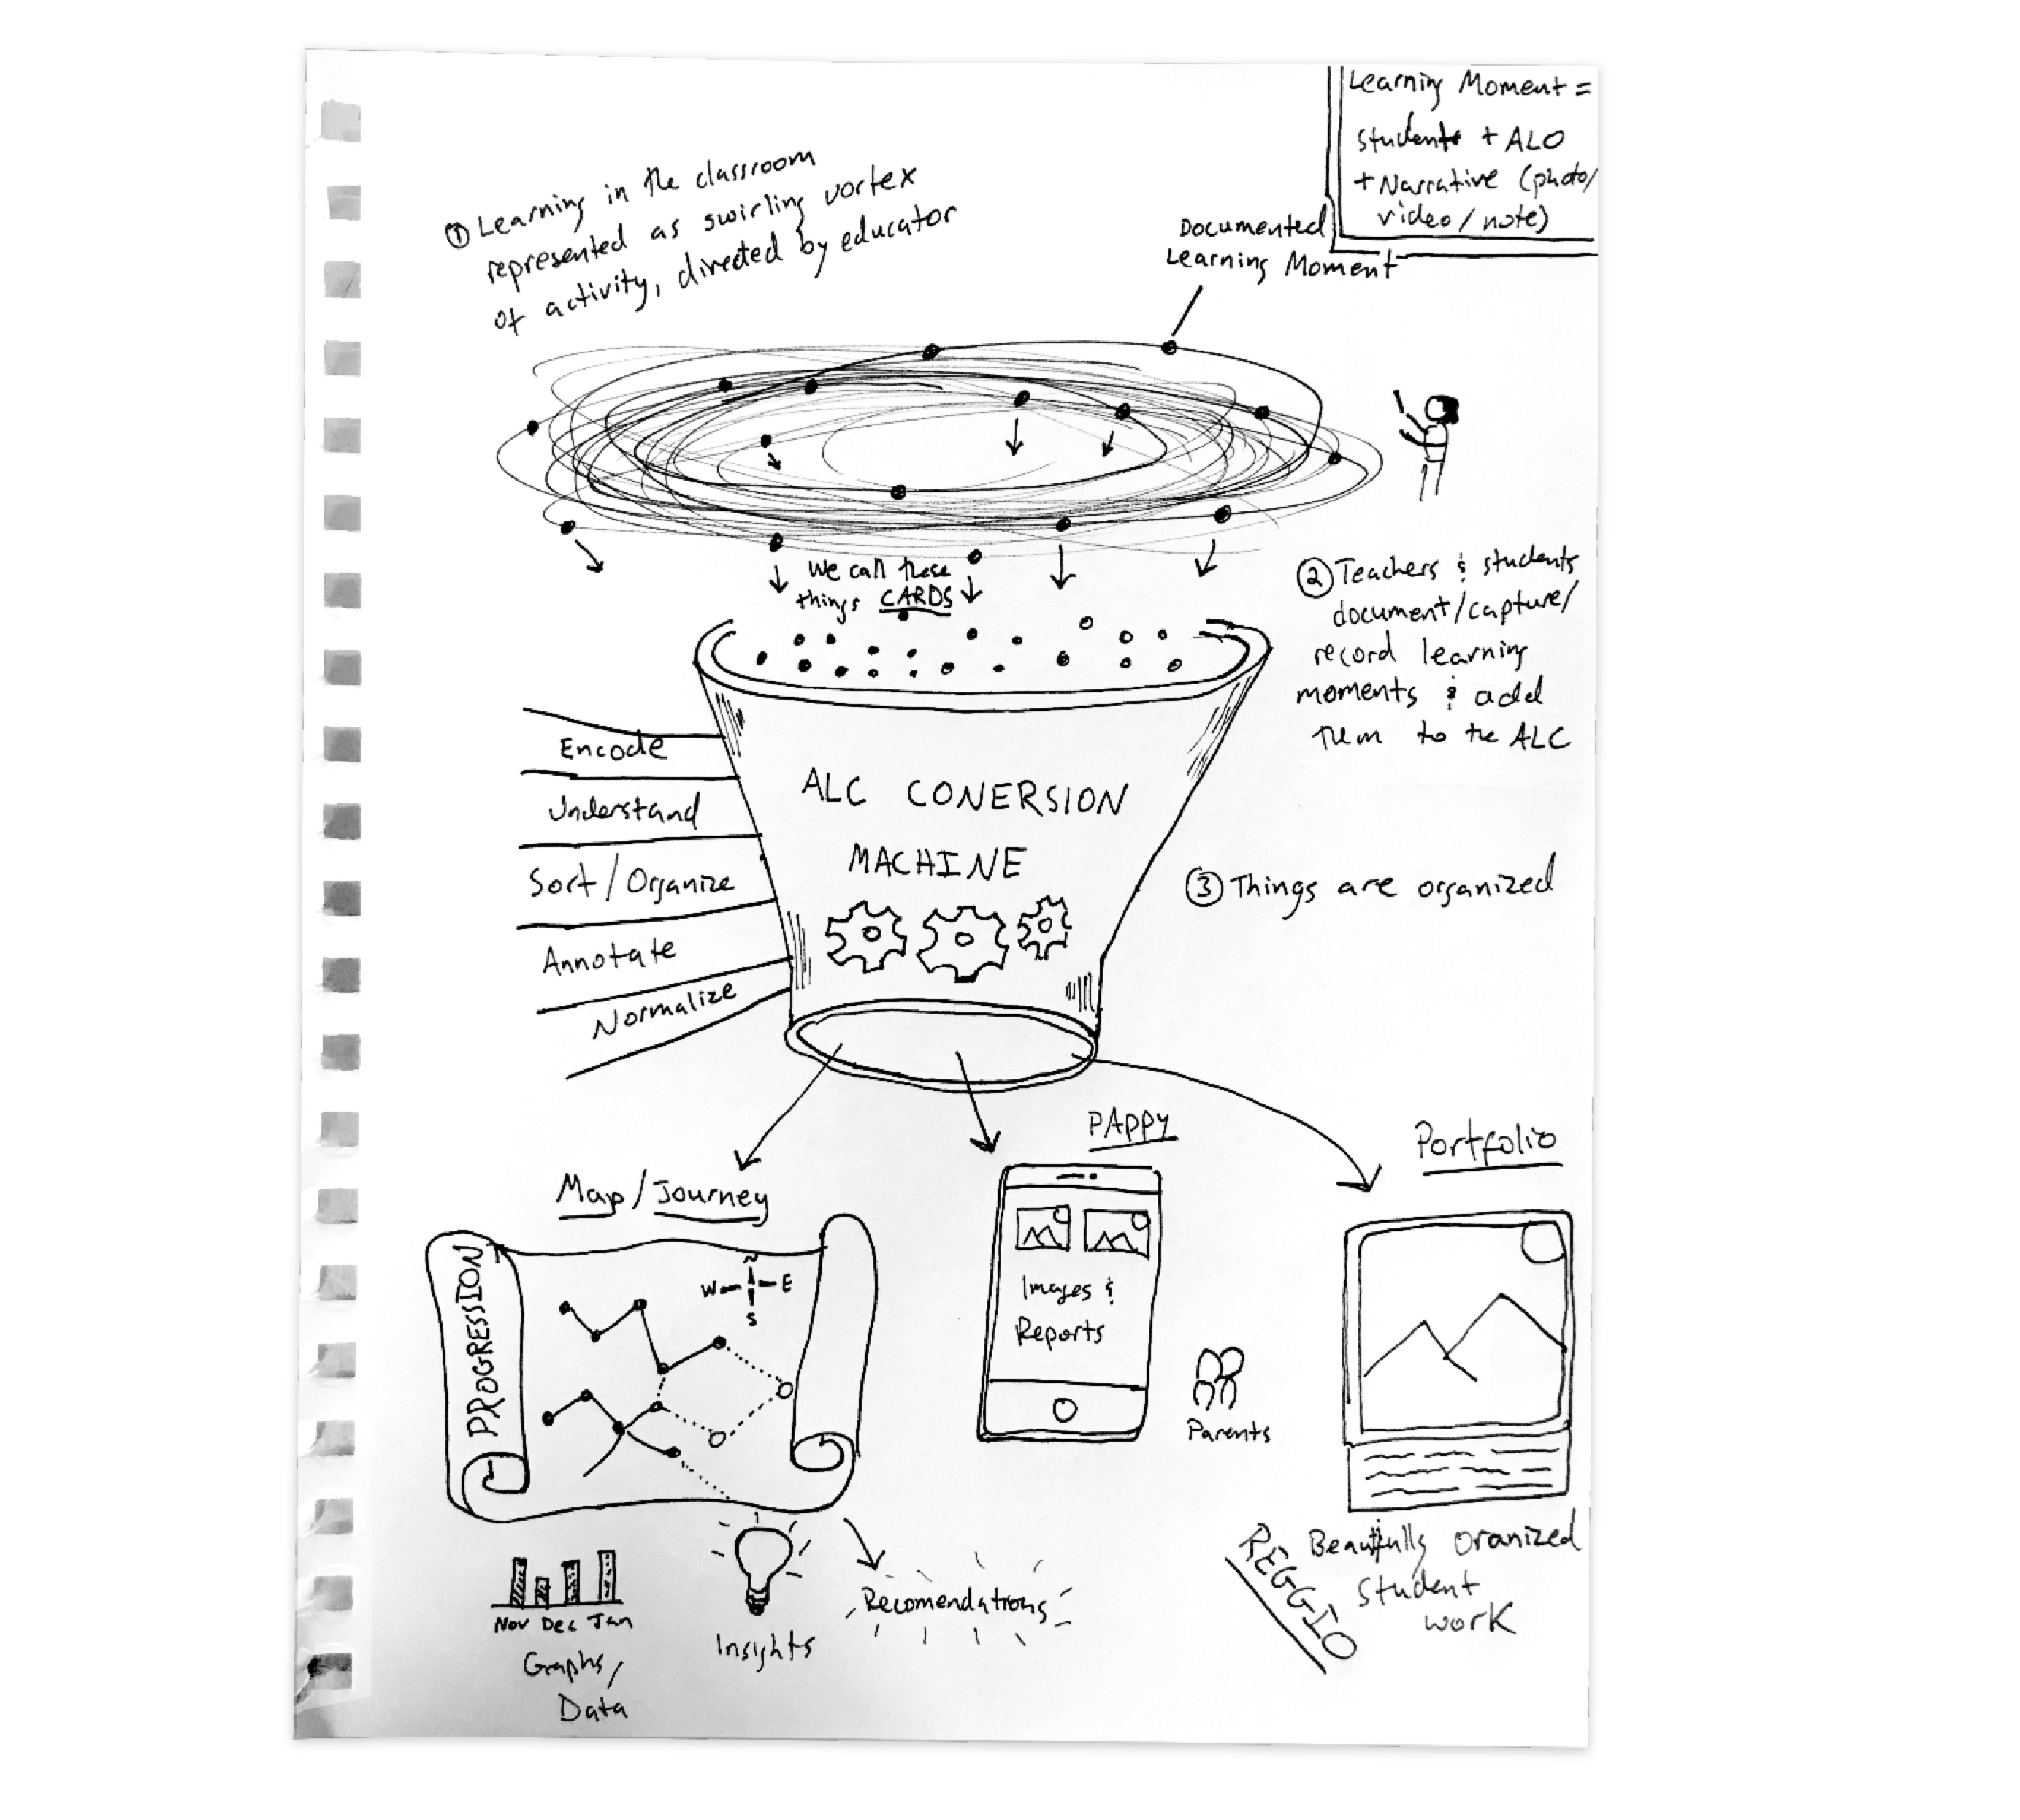 Learning Moment =
students + ALO
+ Narrative (photo/
video/note)
① Learning in the classroom
represented as swirling vortex
of activity, directed by educator
Documented
Learning Moment
We call these
things CARDS
② Teachers & students
document/capture/
record learning
moments & add
them to the ALC
Encode
Understand
Sort/Organize
Annotate
Normalize
ALC CONERSION
MACHINE
③ Things are organized
Map/Journey
PROGRESSION
N
W E
S
PAPPY
Images &
Reports
Parents
Portfolio
Beautifully oranized
student
work
REGGIO
Nov Dec Jan
Graphs/
Data
Insights
Recomendations